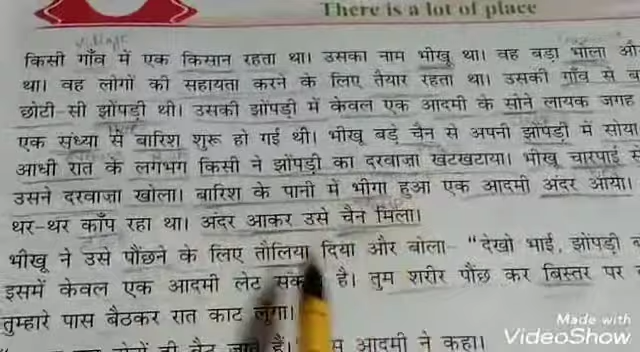 There is a lot of place
village
किसी गाँव में एक किसान रहता था। उसका नाम भीखू था। वह बड़ा भोला
था। वह लोगों की सहायता करने के लिए तैयार रहता था। उसकी गाँव से
छोटी-सी झोंपड़ी थी। उसकी झोंपड़ी में केवल एक आदमी के सोने लायक जगह
एक संध्या से बारिश शुरू हो गई थी। भीखू बड़े चैन से अपनी झोंपड़ी में सोया
आधी रात के लगभग किसी ने झोंपड़ी का दरवाज़ा खटखटाया। भीखू चारपाई से
उसने दरवाज़ा खोला। बारिश के पानी में भीगा हुआ एक आदमी अंदर आया।
थर-थर काँप रहा था। अंदर आकर उसे चैन मिला।
भीखू ने उसे पौंछने के लिए तौलिया दिया और बोला- “देखो भाई, झोंपड़ी
इसमें केवल एक आदमी लेट है। तुम शरीर पौंछ कर बिस्तर पर
तुम्हारे पास बैठकर रात काट लूंगा।
आदमी ने कहा।
Made with
VideoShow